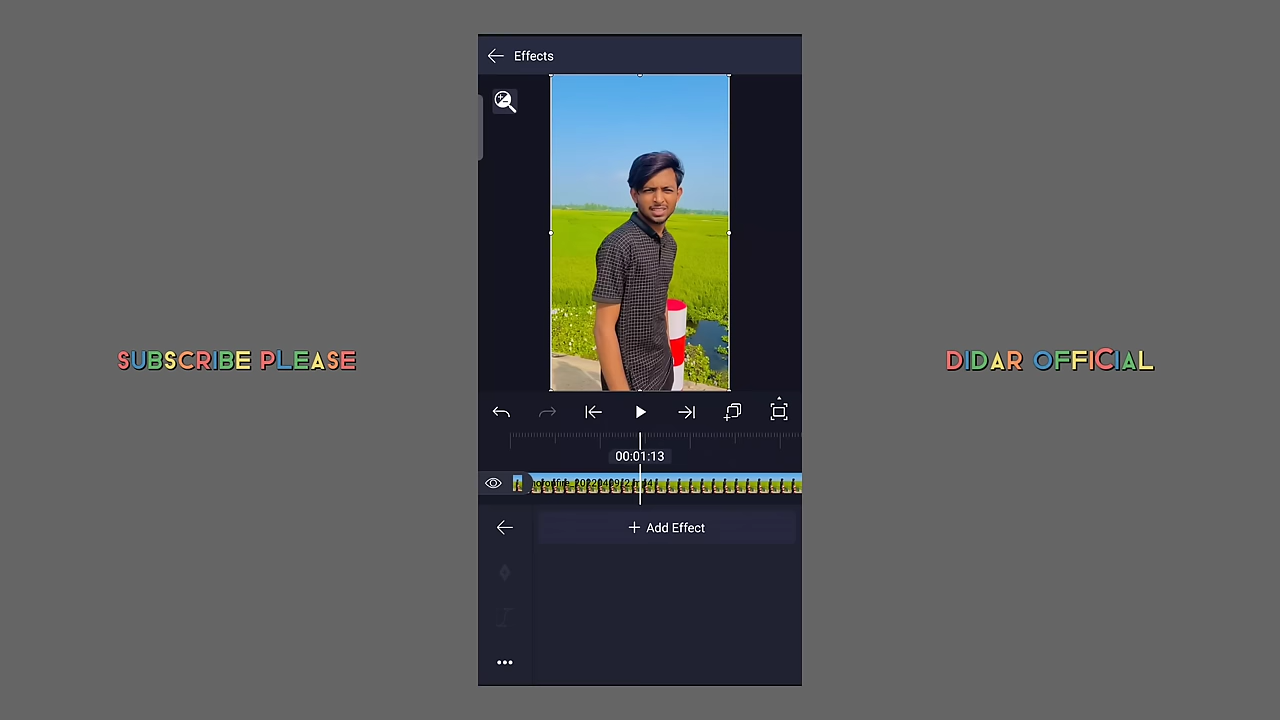 Effects
SUBSCRIBE PLEASE
DIDAR OFFICIAL
00:01:13
+ Add Effect